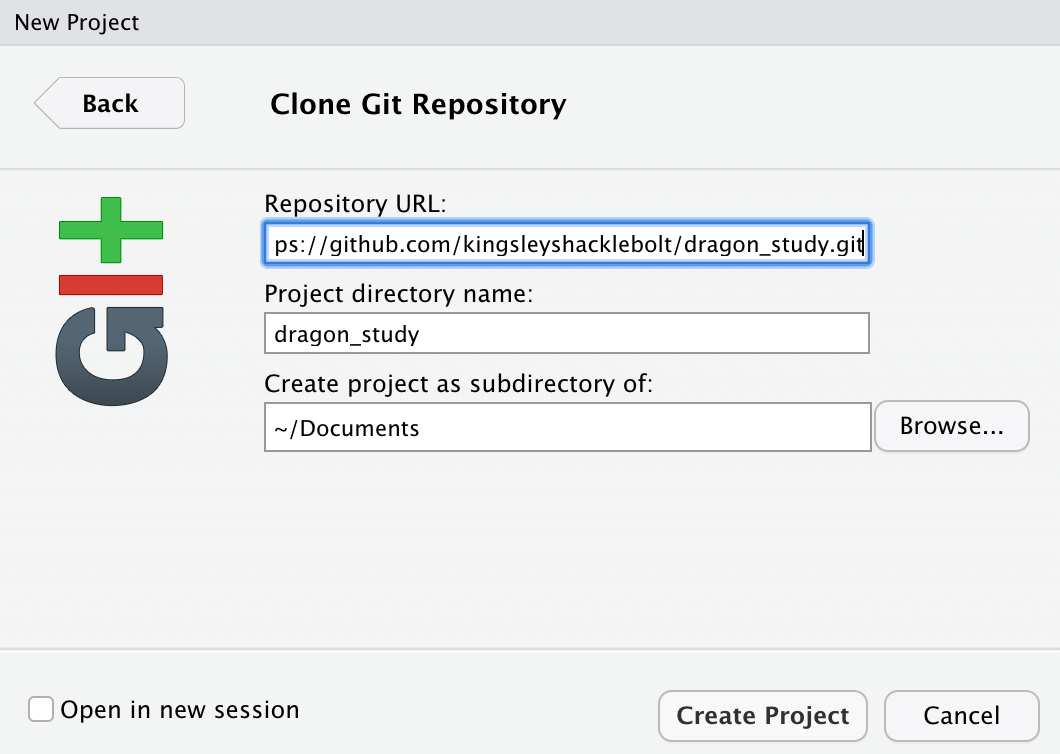 New Project
Back
Clone Git Repository
Repository URL:
ps://github.com/kingsleyshacklebolt/dragon_study.git
Project directory name:
dragon_study
Create project as subdirectory of:
~/Documents
Browse...
GIT
Open in new session
Create Project
Cancel